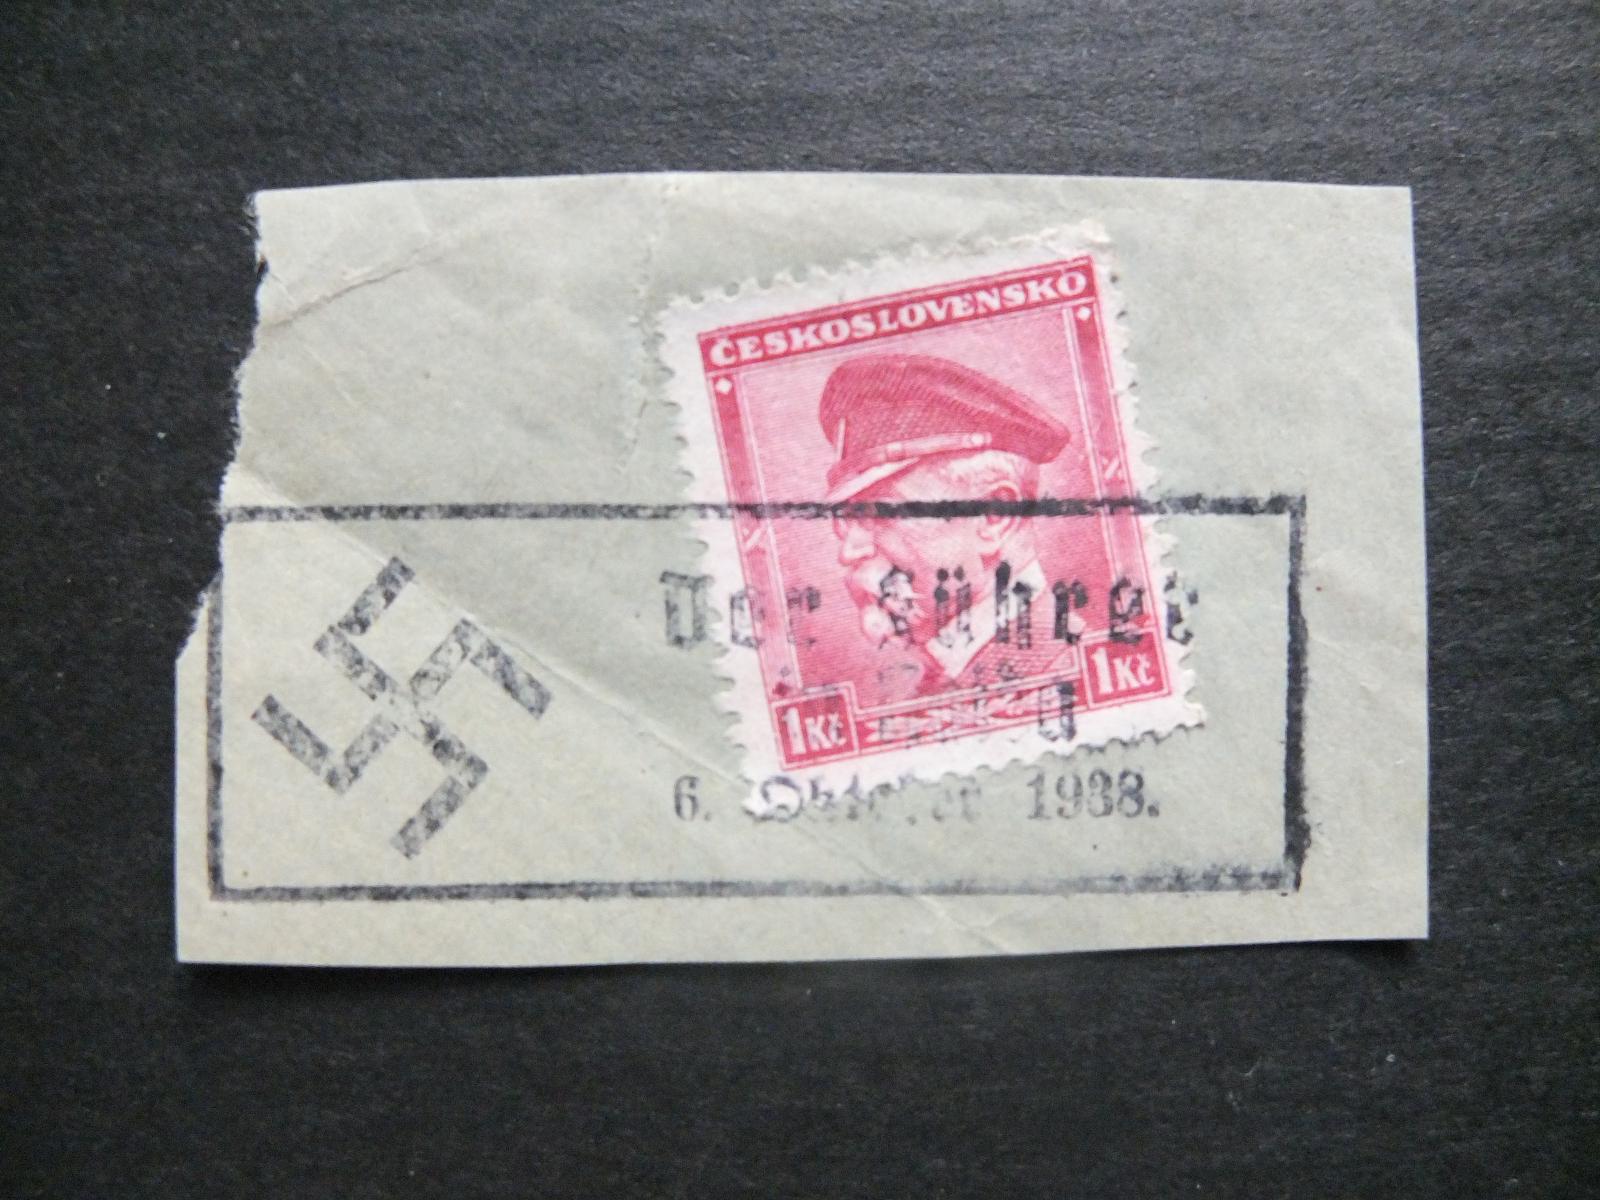 ČESKOSLOVENSKO
Der Führer
1Kč 1Kč
6. Oktober 1938.